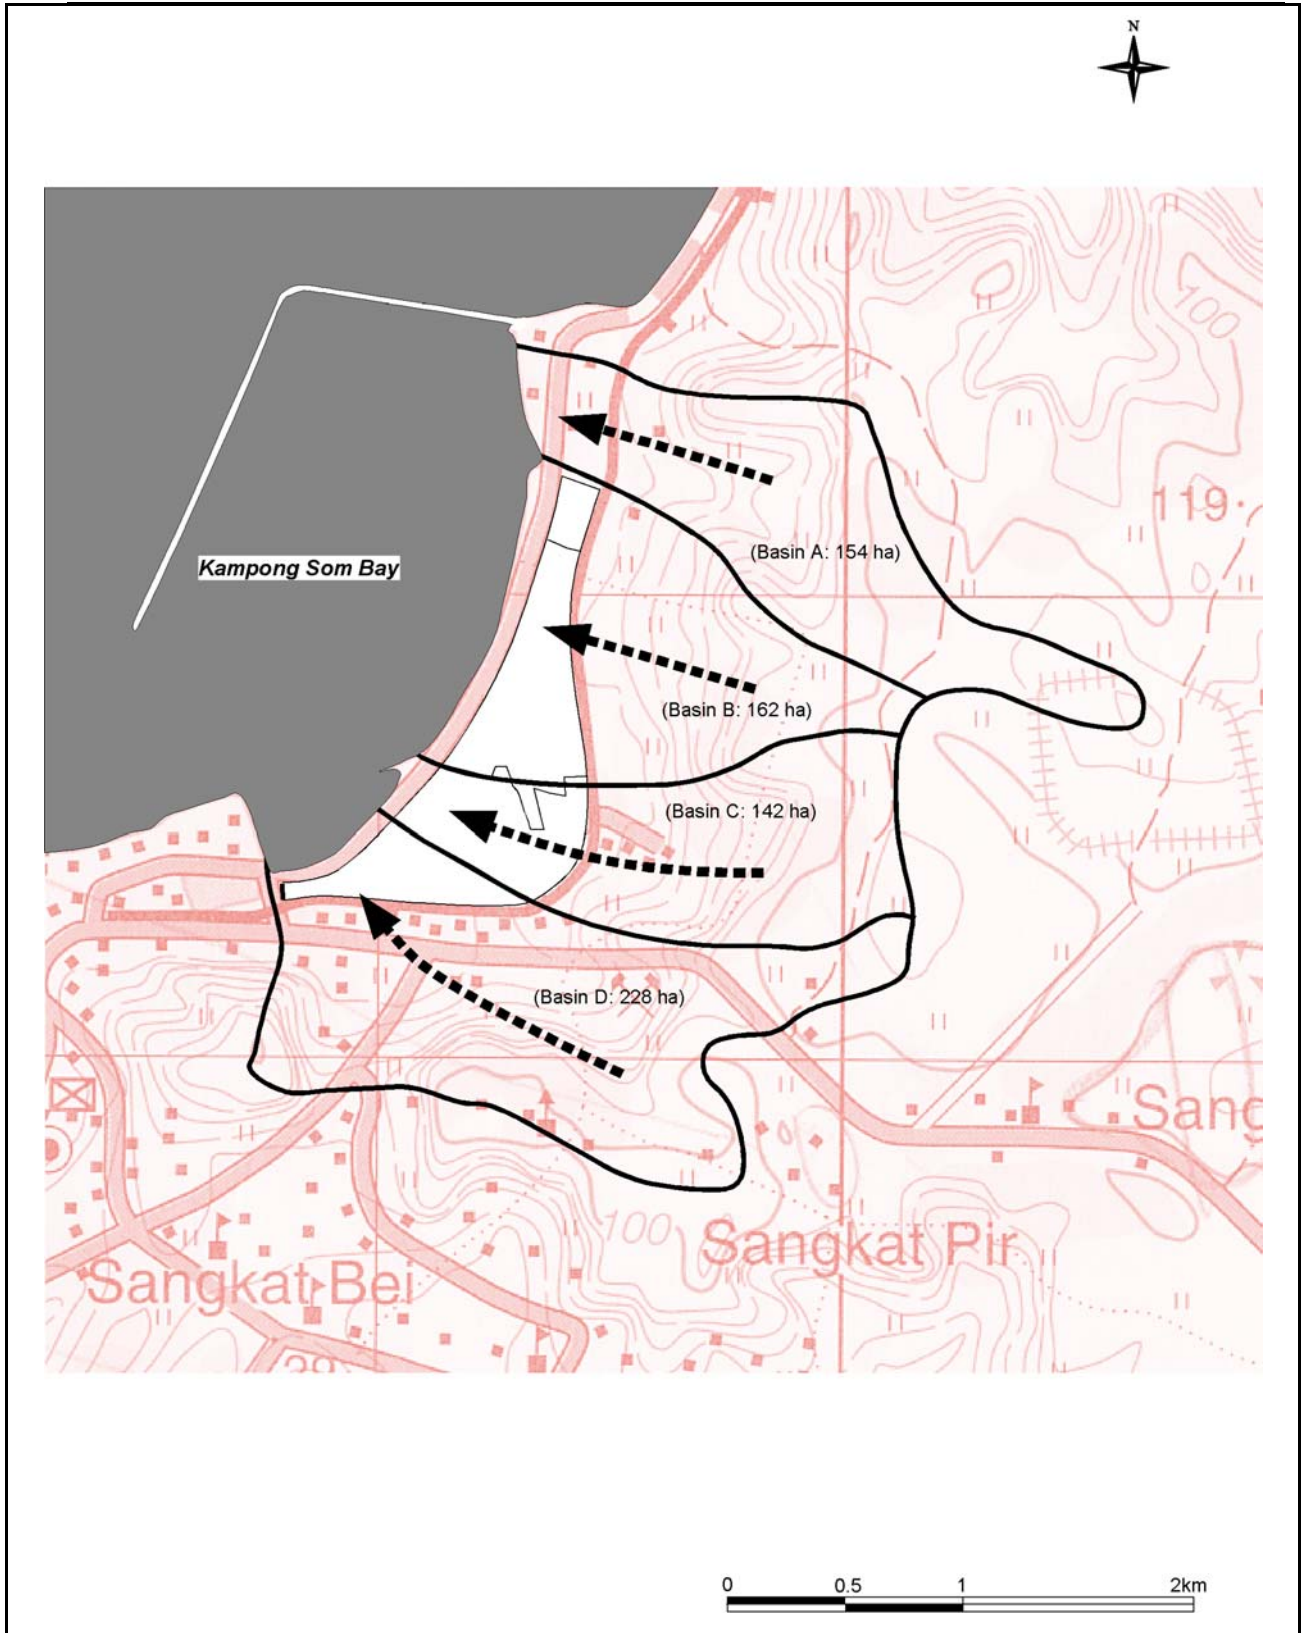 N
100
119
Kampong Som Bay
(Basin A: 154 ha)
(Basin B: 162 ha)
(Basin C: 142 ha)
(Basin D: 228 ha)
Sang
100
Sangkat Pir
Sangkat Bei
0 0.5 1 2km